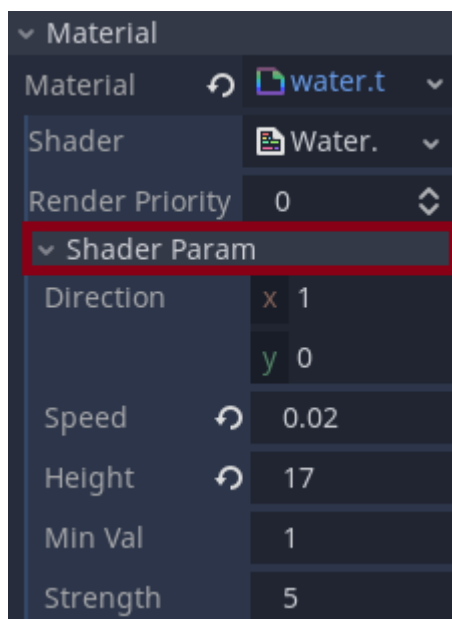 Material
Material water.t
Shader Water.
Render Priority 0
Shader Param
Direction x 1
y 0
Speed 0.02
Height 17
Min Val 1
Strength 5